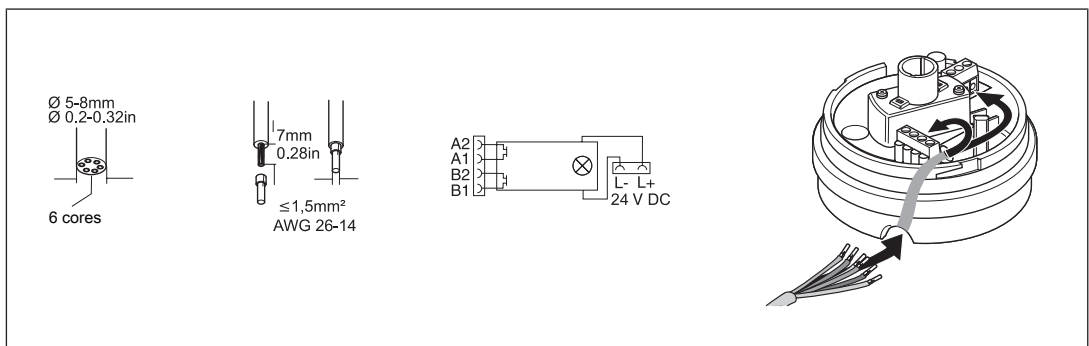 Ø 5-8mm
Ø 0.2-0.32in
6 cores
7mm
0.28in
≤1,5mm²
AWG 26-14
A2
A1
B2
B1
L- L+
24 V DC